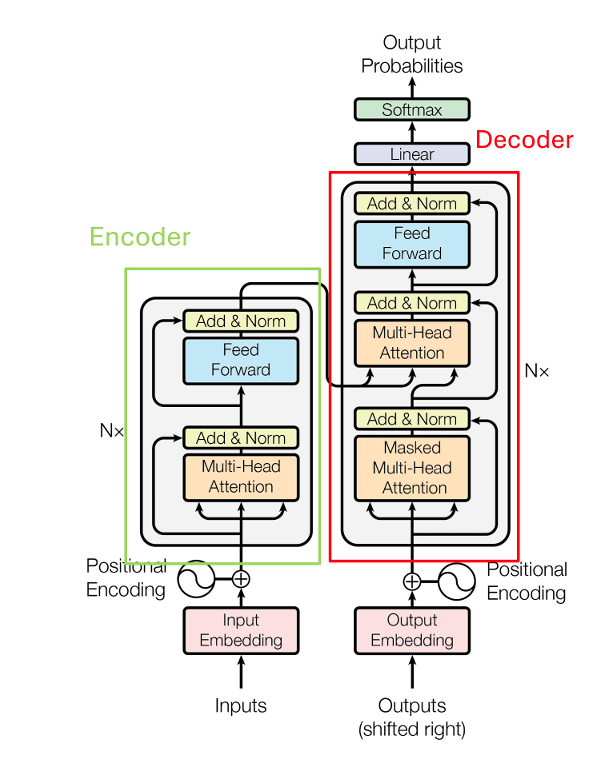 Output
Probabilities
Softmax
Linear
Decoder
Add & Norm
Feed
Forward
Add & Norm
Multi-Head
Attention
Nx
Add & Norm
Masked
Multi-Head
Attention
Positional
Encoding
Output
Embedding
Outputs
(shifted right)
Encoder
Add & Norm
Feed
Forward
N×
Add & Norm
Multi-Head
Attention
Positional
Encoding
Input
Embedding
Inputs